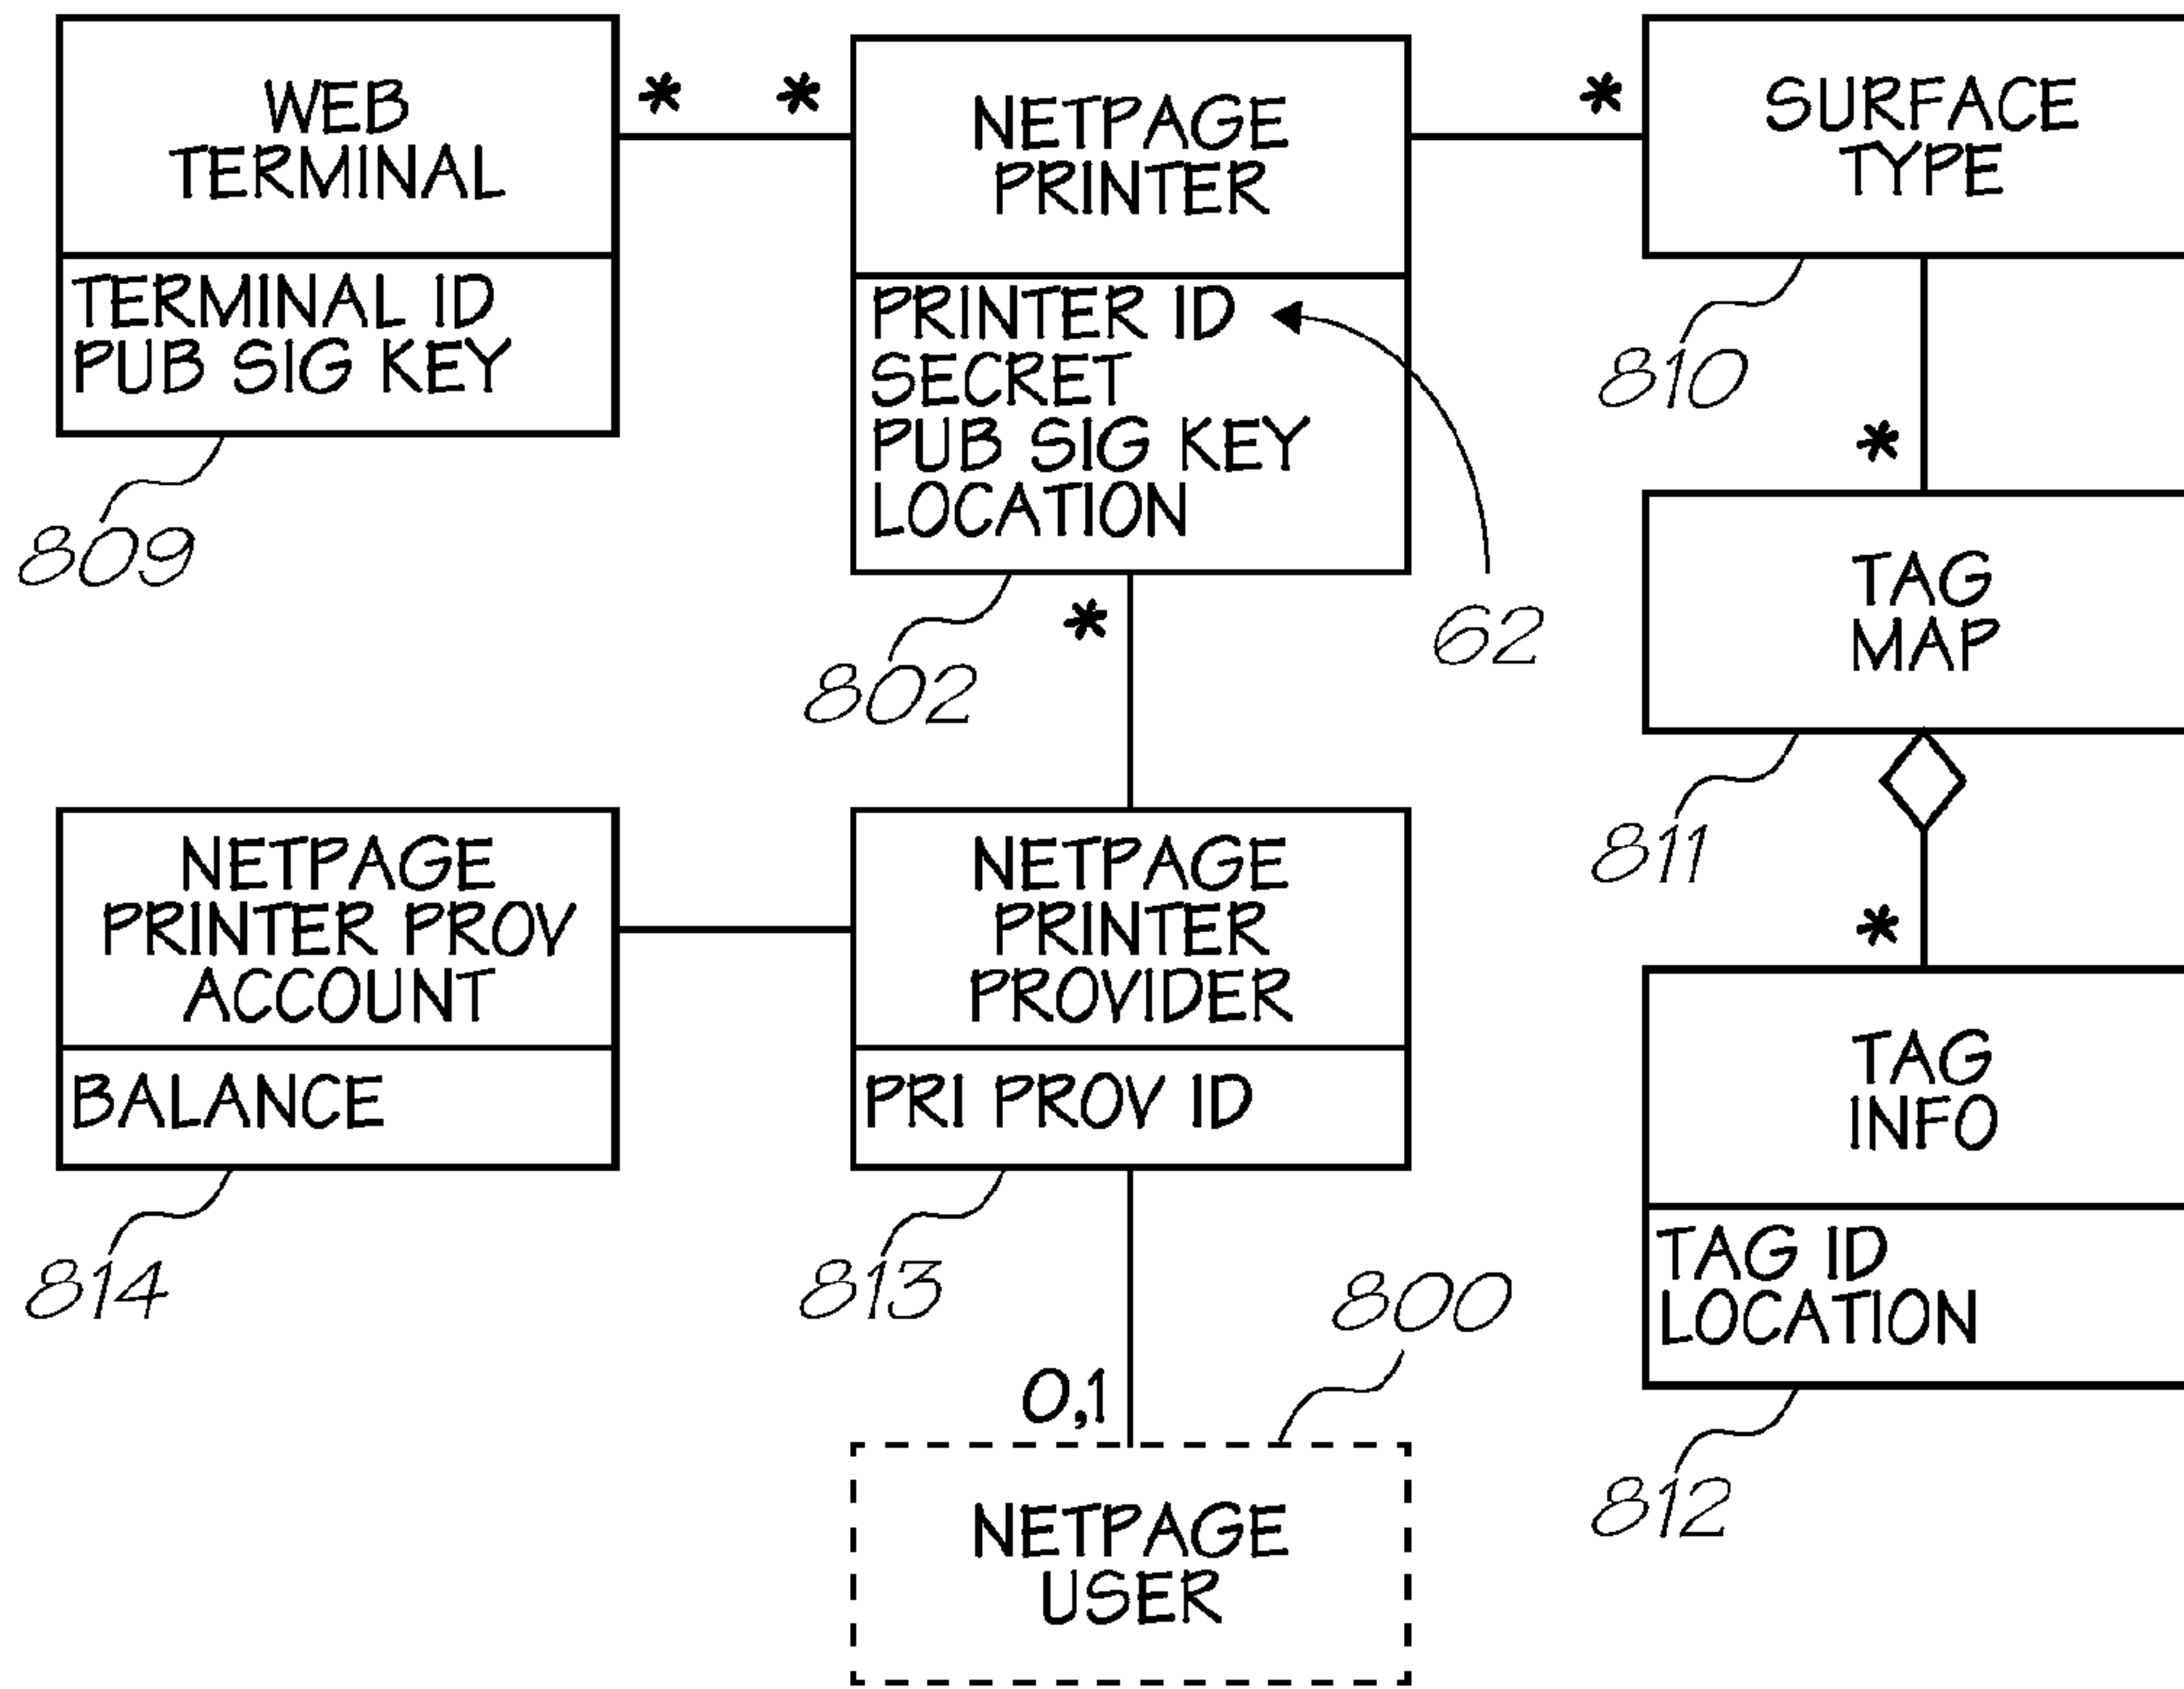 WEB
TERMINAL
TERMINAL ID
PUB SIG KEY
809
*
*
NETPAGE
PRINTER
PRINTER ID
SECRET
PUB SIG KEY
LOCATION
802
62
*
*
SURFACE
TYPE
810
*
TAG
MAP
811
*
NETPAGE
PRINTER PROV
ACCOUNT
BALANCE
814
NETPAGE
PRINTER
PROVIDER
PRI PROV ID
813
800
0,1
NETPAGE
USER
TAG
INFO
TAG ID
LOCATION
812